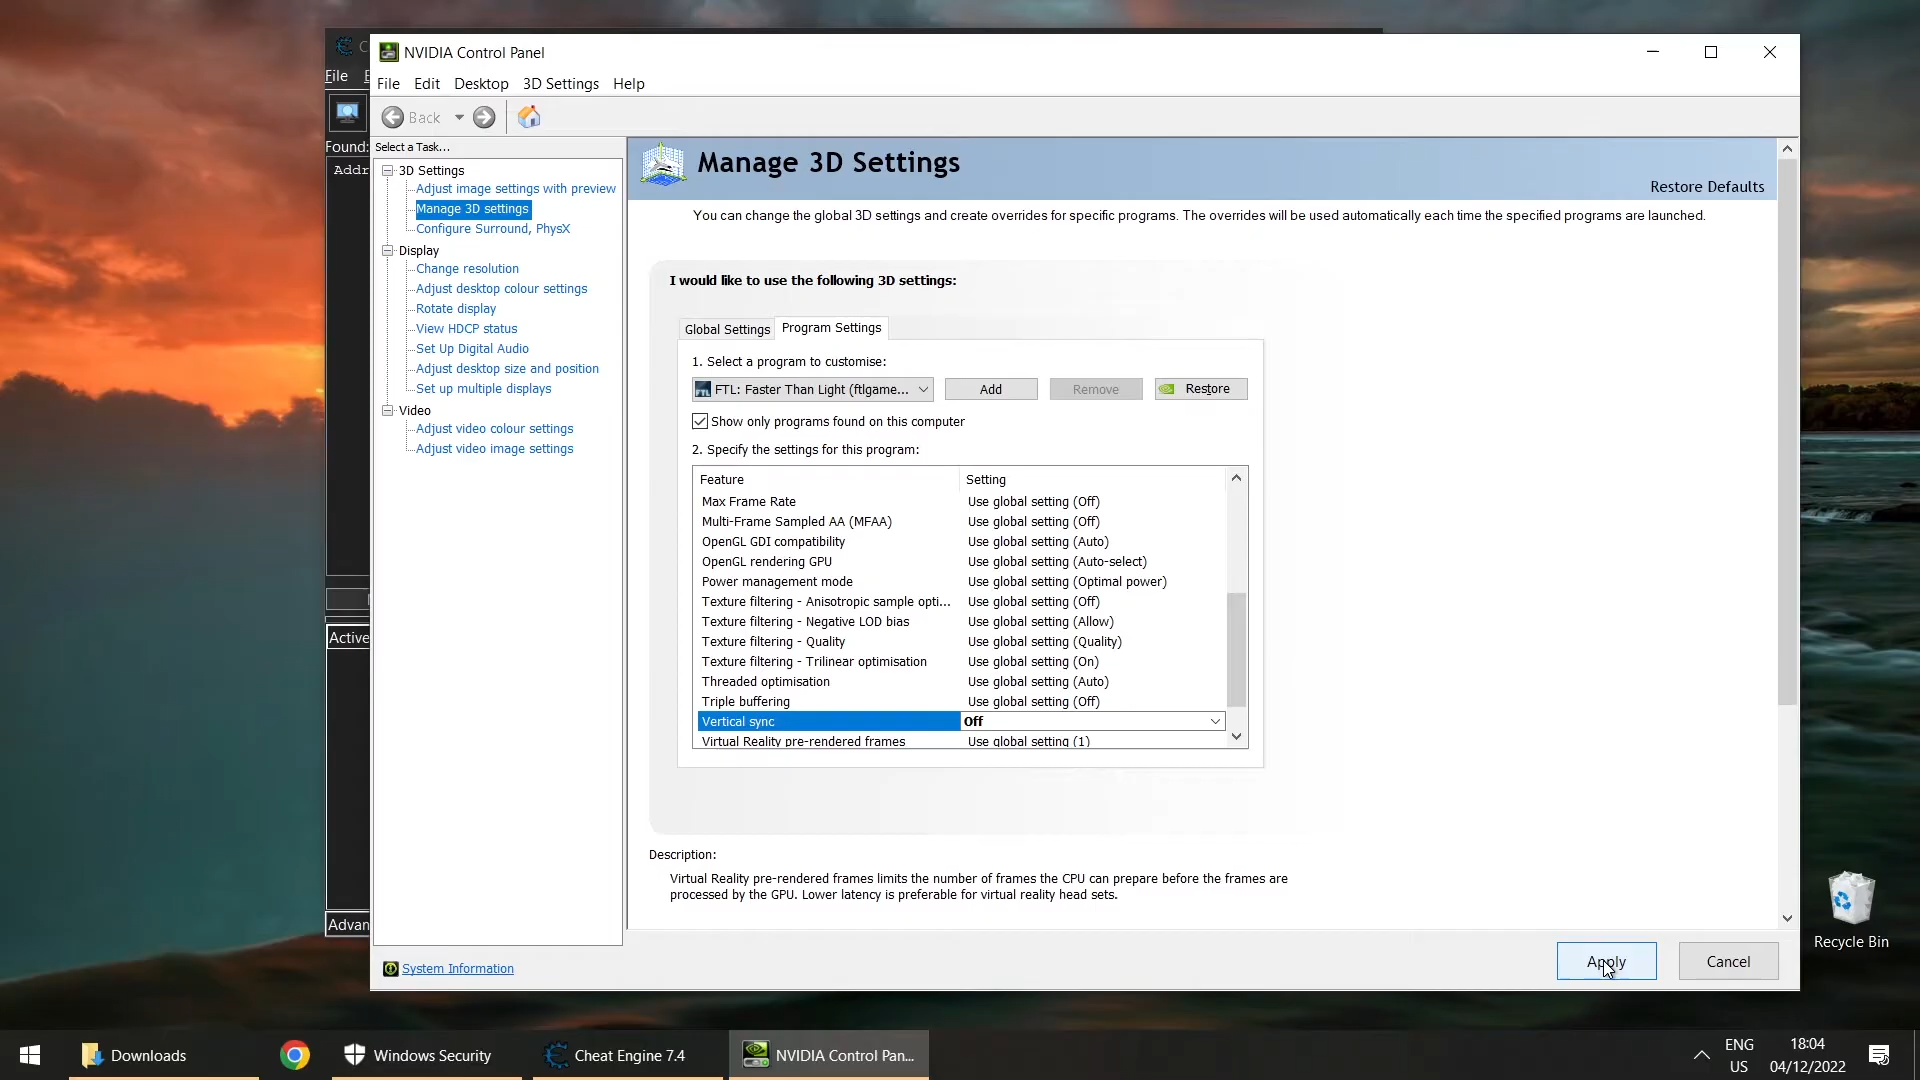 NVIDIA Control Panel
File
File Edit Desktop 3D Settings Help
Back
Found:
Select a Task...
Addr
3D Settings
Adjust image settings with preview
Manage 3D settings
Configure Surround, PhysX
Display
Change resolution
Adjust desktop colour settings
Rotate display
View HDCP status
Set Up Digital Audio
Adjust desktop size and position
Set up multiple displays
Video
Adjust video colour settings
Adjust video image settings
Active
Advan
System Information
Manage 3D Settings
Restore Defaults
You can change the global 3D settings and create overrides for specific programs. The overrides will be used automatically each time the specified programs are launched.
I would like to use the following 3D settings:
Global Settings Program Settings
1. Select a program to customise:
FTL: Faster Than Light (ftlgame... Add Remove Restore
Show only programs found on this computer
2. Specify the settings for this program:
Feature Setting
Max Frame Rate Use global setting (Off)
Multi-Frame Sampled AA (MFAA) Use global setting (Off)
OpenGL GDI compatibility Use global setting (Auto)
OpenGL rendering GPU Use global setting (Auto-select)
Power management mode Use global setting (Optimal power)
Texture filtering - Anisotropic sample opti... Use global setting (Off)
Texture filtering - Negative LOD bias Use global setting (Allow)
Texture filtering - Quality Use global setting (Quality)
Texture filtering - Trilinear optimisation Use global setting (On)
Threaded optimisation Use global setting (Auto)
Triple buffering Use global setting (Off)
Vertical sync Off
Virtual Reality pre-rendered frames Use global setting (1)
Description:
Virtual Reality pre-rendered frames limits the number of frames the CPU can prepare before the frames are
processed by the GPU. Lower latency is preferable for virtual reality head sets.
Apply Cancel
Recycle Bin
Downloads Windows Security Cheat Engine 7.4 NVIDIA Control Pan...
ENG
US
18:04
04/12/2022